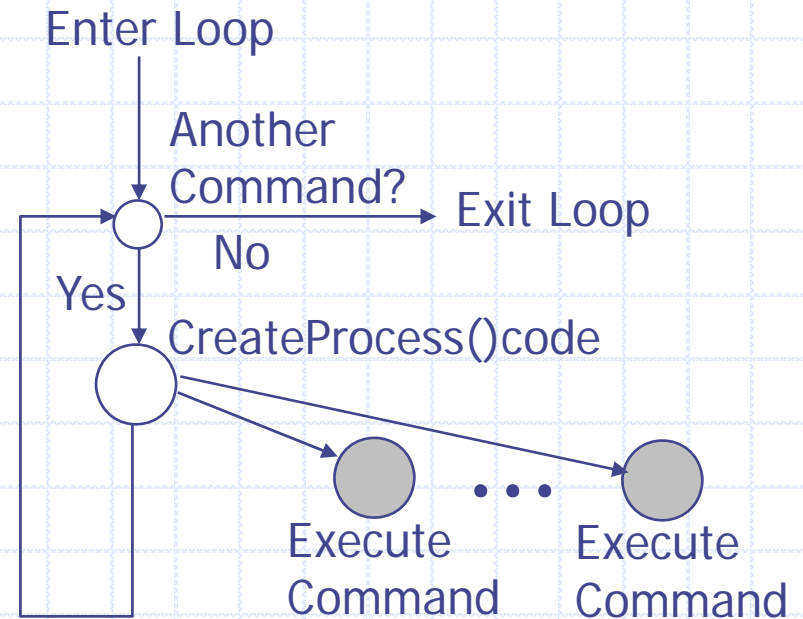 Enter Loop
Another
Command?
Exit Loop
No
Yes
CreateProcess()code
Execute
Command
Execute
Command